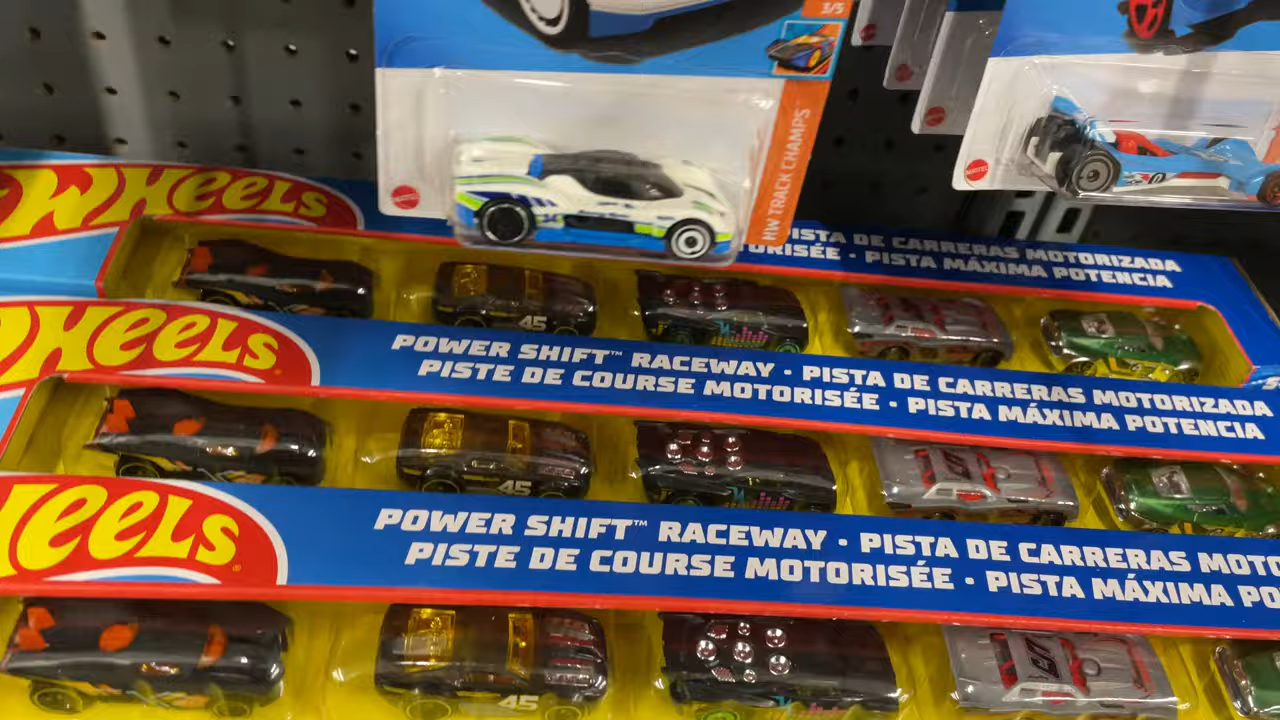 3/5
HW TRACK CHAMPS
MATTEL
WHEELS
PISTA DE CARRERAS MOTORIZADA
TORISÉE · PISTA MÁXIMA POTENCIA
45
WHEELS
POWER SHIFT™ RACEWAY · PISTA DE CARRERAS MOTORIZADA
PISTE DE COURSE MOTORISÉE · PISTA MÁXIMA POTENCIA
45
HEELS®
POWER SHIFT™ RACEWAY · PISTA DE CARRERAS MOTO
PISTE DE COURSE MOTORISÉE · PISTA MÁXIMA PO
45